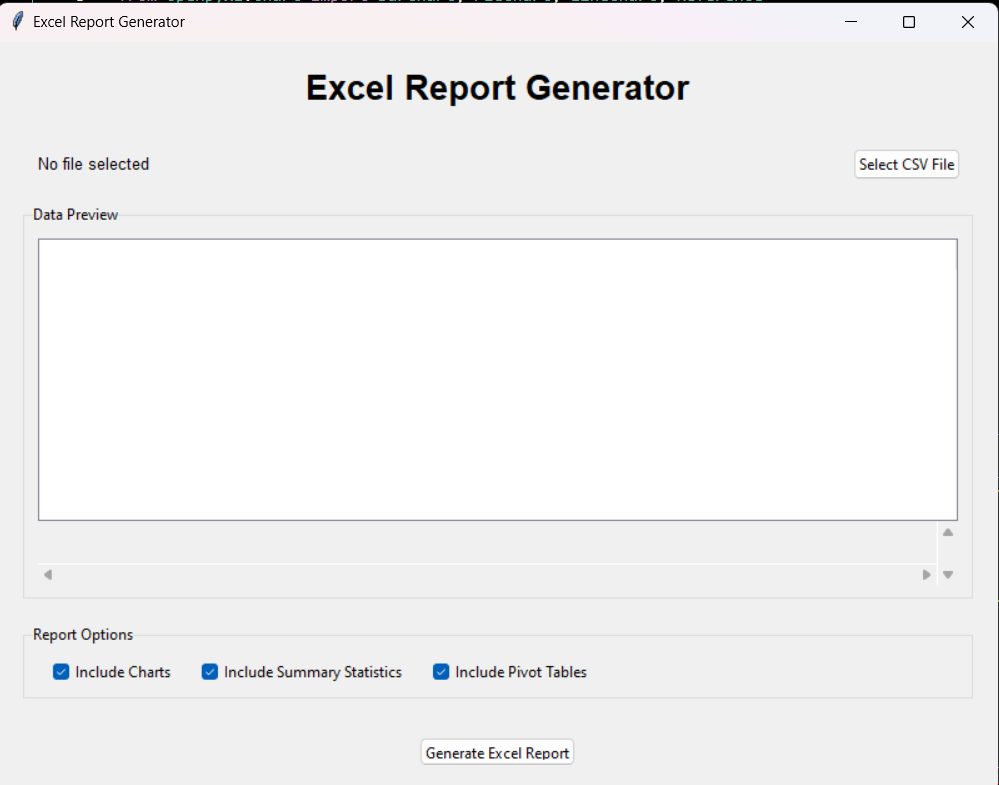 Excel Report Generator
Excel Report Generator
No file selected
Select CSV File
Data Preview
Report Options
Include Charts
Include Summary Statistics
Include Pivot Tables
Generate Excel Report